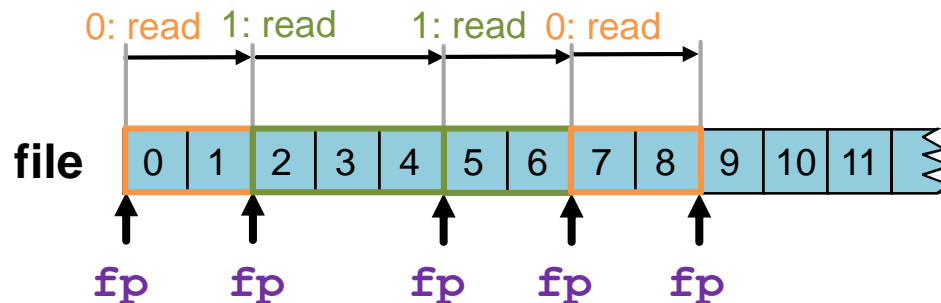 0: read 1: read 1: read 0: read
file 0 1 2 3 4 5 6 7 8 9 10 11
fp fp fp fp fp